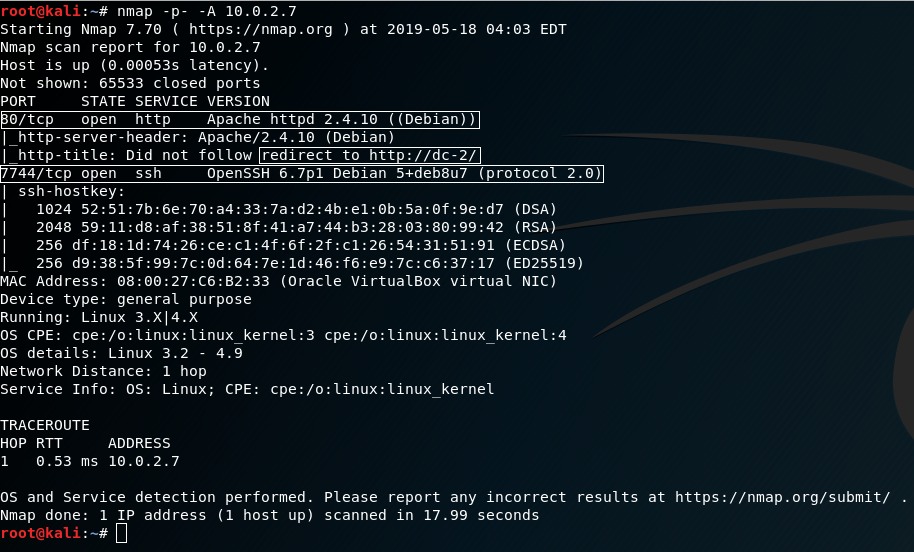 root@kali:~# nmap -p- -A 10.0.2.7
Starting Nmap 7.70 ( https://nmap.org ) at 2019-05-18 04:03 EDT
Nmap scan report for 10.0.2.7
Host is up (0.00053s latency).
Not shown: 65533 closed ports
PORT     STATE SERVICE VERSION
80/tcp   open  http    Apache httpd 2.4.10 ((Debian))
|_http-server-header: Apache/2.4.10 (Debian)
|_http-title: Did not follow redirect to http://dc-2/
7744/tcp open  ssh     OpenSSH 6.7p1 Debian 5+deb8u7 (protocol 2.0)
| ssh-hostkey:
|   1024 52:51:7b:6e:70:a4:33:7a:d2:4b:e1:0b:5a:0f:9e:d7 (DSA)
|   2048 59:11:d8:af:38:51:8f:41:a7:44:b3:28:03:80:99:42 (RSA)
|   256 df:18:1d:74:26:ce:c1:4f:6f:2f:c1:26:54:31:51:91 (ECDSA)
|_  256 d9:38:5f:99:7c:0d:64:7e:1d:46:f6:e9:7c:c6:37:17 (ED25519)
MAC Address: 08:00:27:C6:B2:33 (Oracle VirtualBox virtual NIC)
Device type: general purpose
Running: Linux 3.X|4.X
OS CPE: cpe:/o:linux:linux_kernel:3 cpe:/o:linux:linux_kernel:4
OS details: Linux 3.2 - 4.9
Network Distance: 1 hop
Service Info: OS: Linux; CPE: cpe:/o:linux:linux_kernel
TRACEROUTE
HOP RTT     ADDRESS
1   0.53 ms 10.0.2.7
OS and Service detection performed. Please report any incorrect results at https://nmap.org/submit/ .
Nmap done: 1 IP address (1 host up) scanned in 17.99 seconds
root@kali:~#